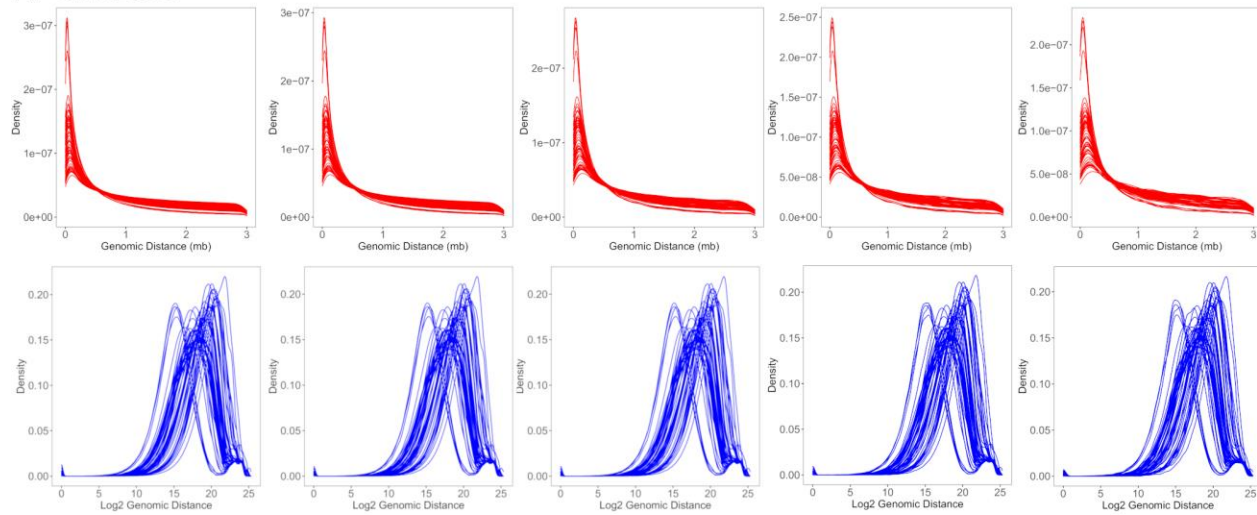 Density
3e-07
2e-07
1e-07
0e+00
0 1 2 3
Genomic Distance (mb)
Density
3e-07
2e-07
1e-07
0e+00
0 1 2 3
Genomic Distance (mb)
Density
2e-07
1e-07
0e+00
0 1 2 3
Genomic Distance (mb)
Density
2.5e-07
2.0e-07
1.5e-07
1.0e-07
5.0e-08
0.0e+00
0 1 2 3
Genomic Distance (mb)
Density
2.0e-07
1.5e-07
1.0e-07
5.0e-08
0.0e+00
0 1 2 3
Genomic Distance (mb)
Density
0.20
0.15
0.10
0.05
0.00
0 5 10 15 20 25
Log2 Genomic Distance
Density
0.20
0.15
0.10
0.05
0.00
0 5 10 15 20 25
Log2 Genomic Distance
Density
0.20
0.15
0.10
0.05
0.00
0 5 10 15 20 25
Log2 Genomic Distance
Density
0.20
0.15
0.10
0.05
0.00
0 5 10 15 20 25
Log2 Genomic Distance
Density
0.20
0.15
0.10
0.05
0.00
0 5 10 15 20 25
Log2 Genomic Distance